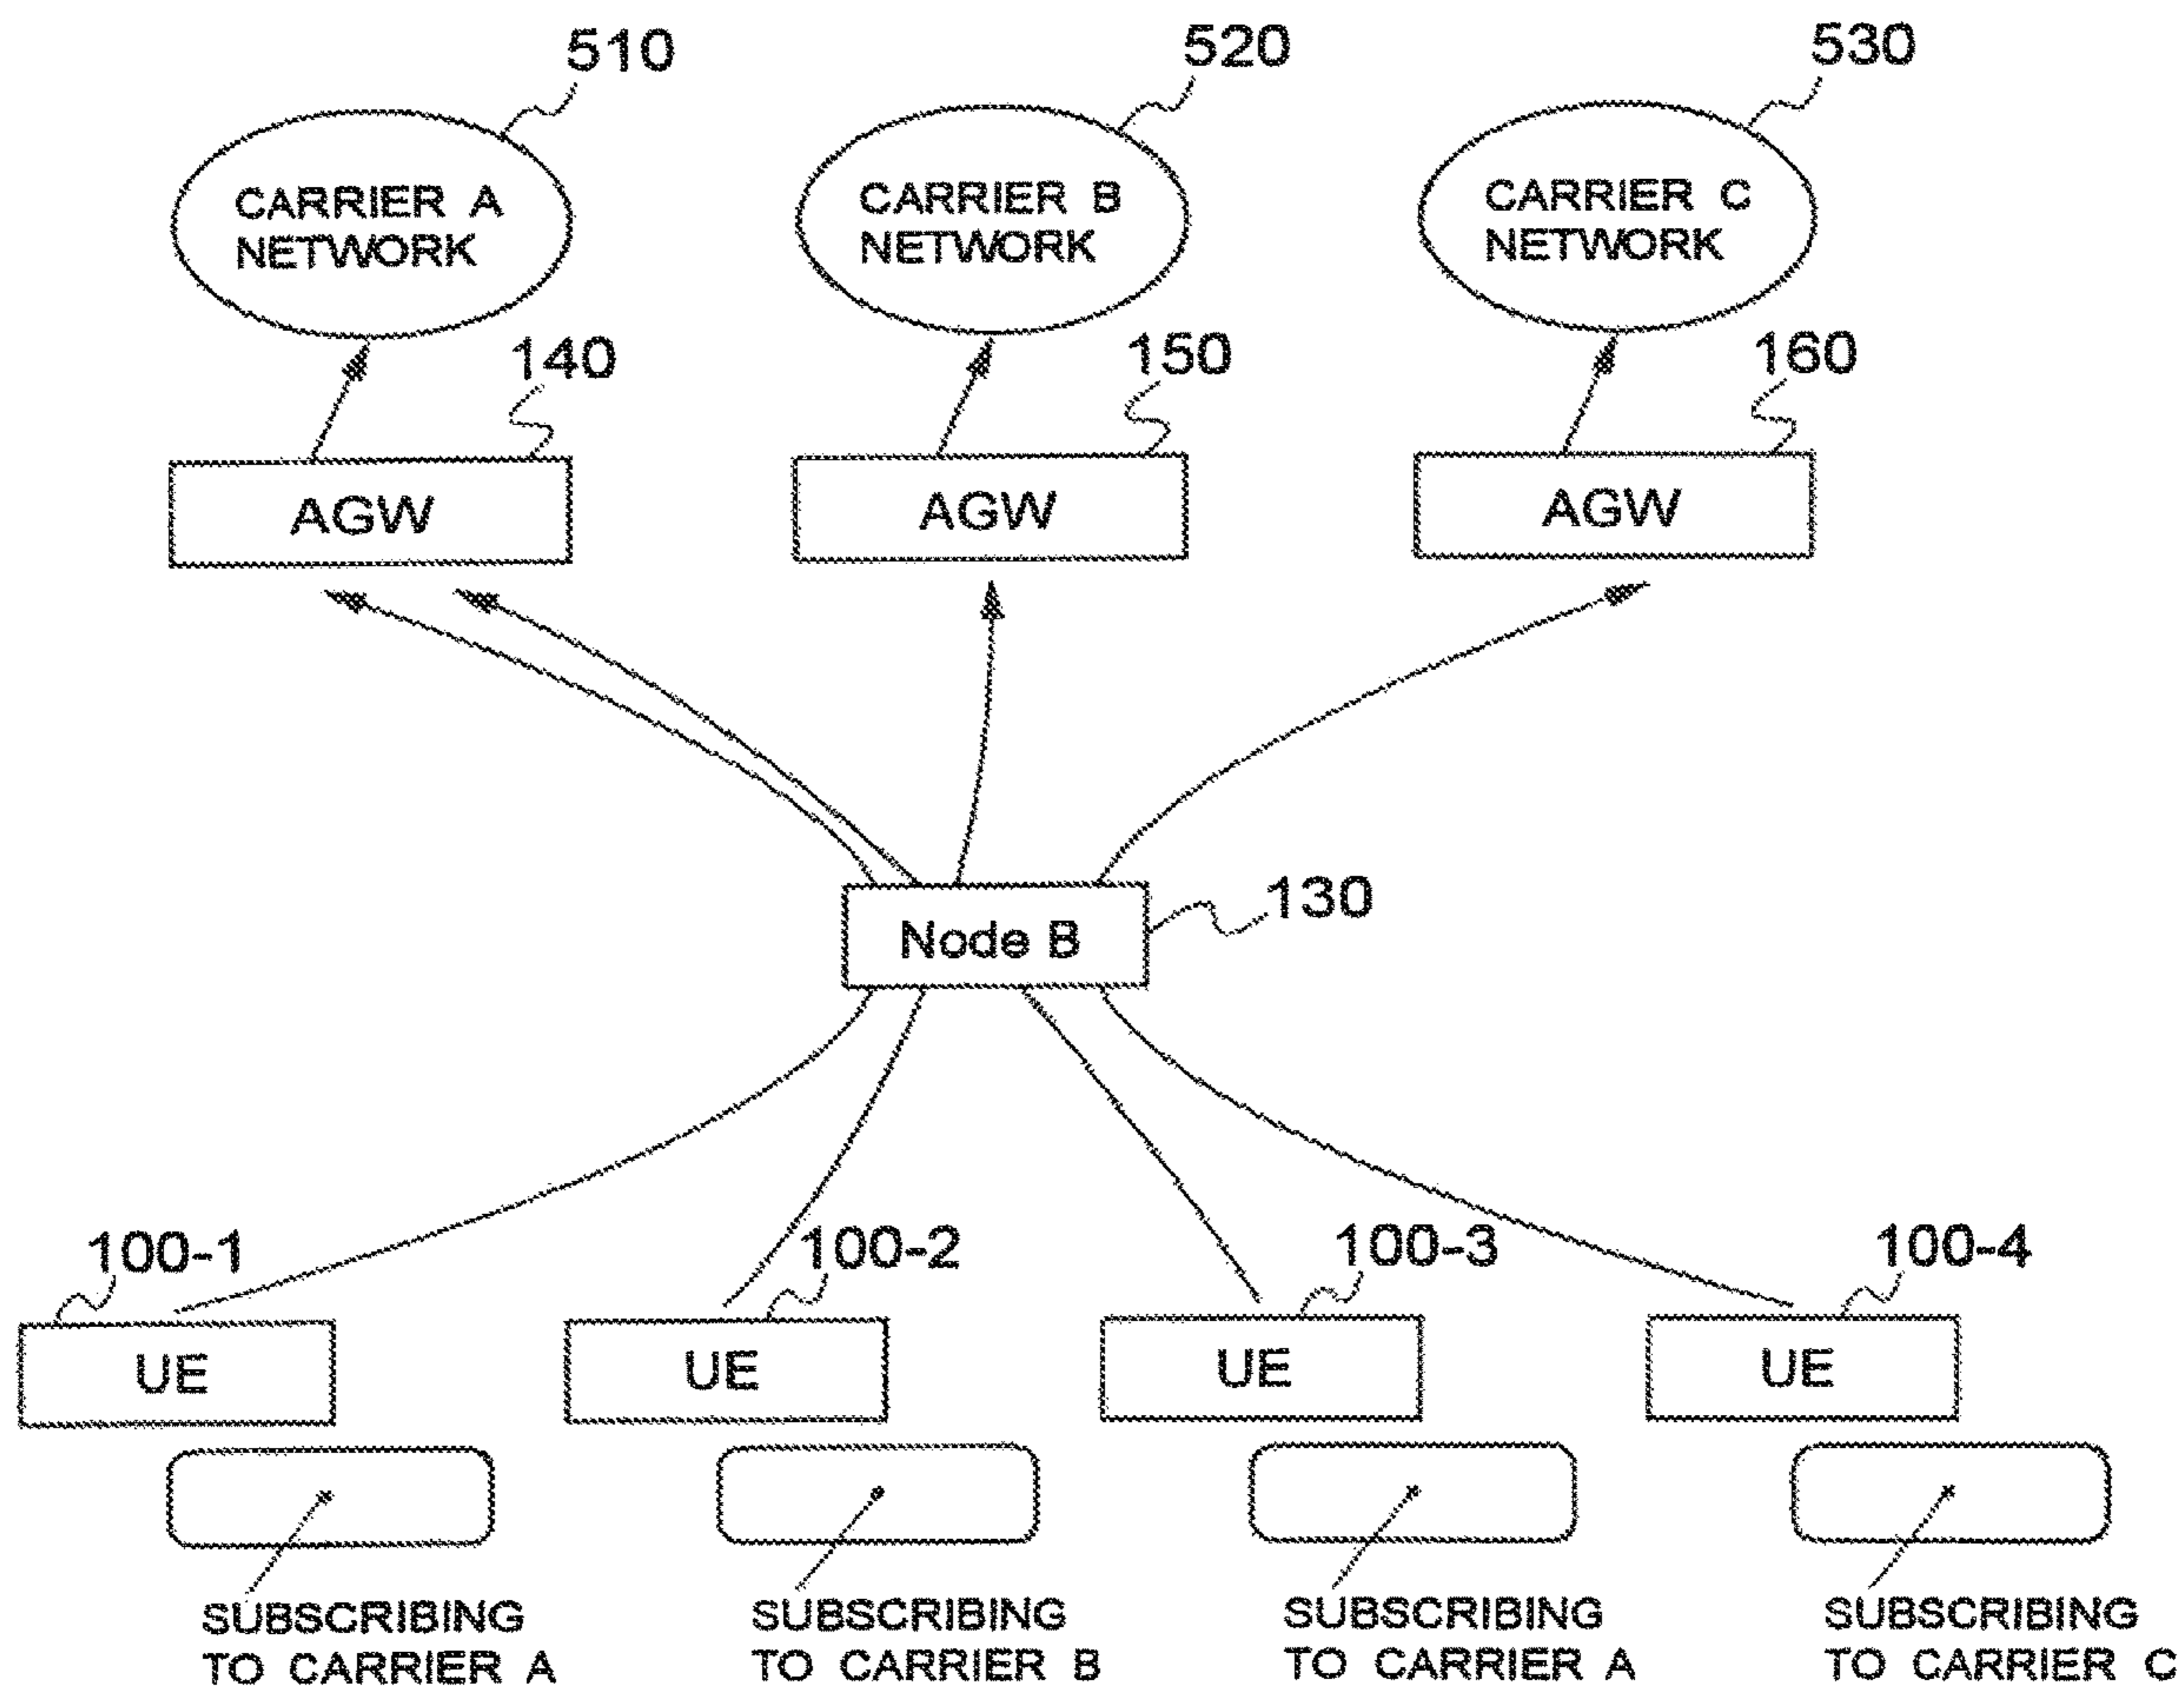 510
520
530
CARRIER A
NETWORK
CARRIER B
NETWORK
CARRIER C
NETWORK
140
150
160
AGW
AGW
AGW
Node B
130
100-1
100-2
100-3
100-4
UE
UE
UE
UE
SUBSCRIBING
TO CARRIER A
SUBSCRIBING
TO CARRIER B
SUBSCRIBING
TO CARRIER A
SUBSCRIBING
TO CARRIER C